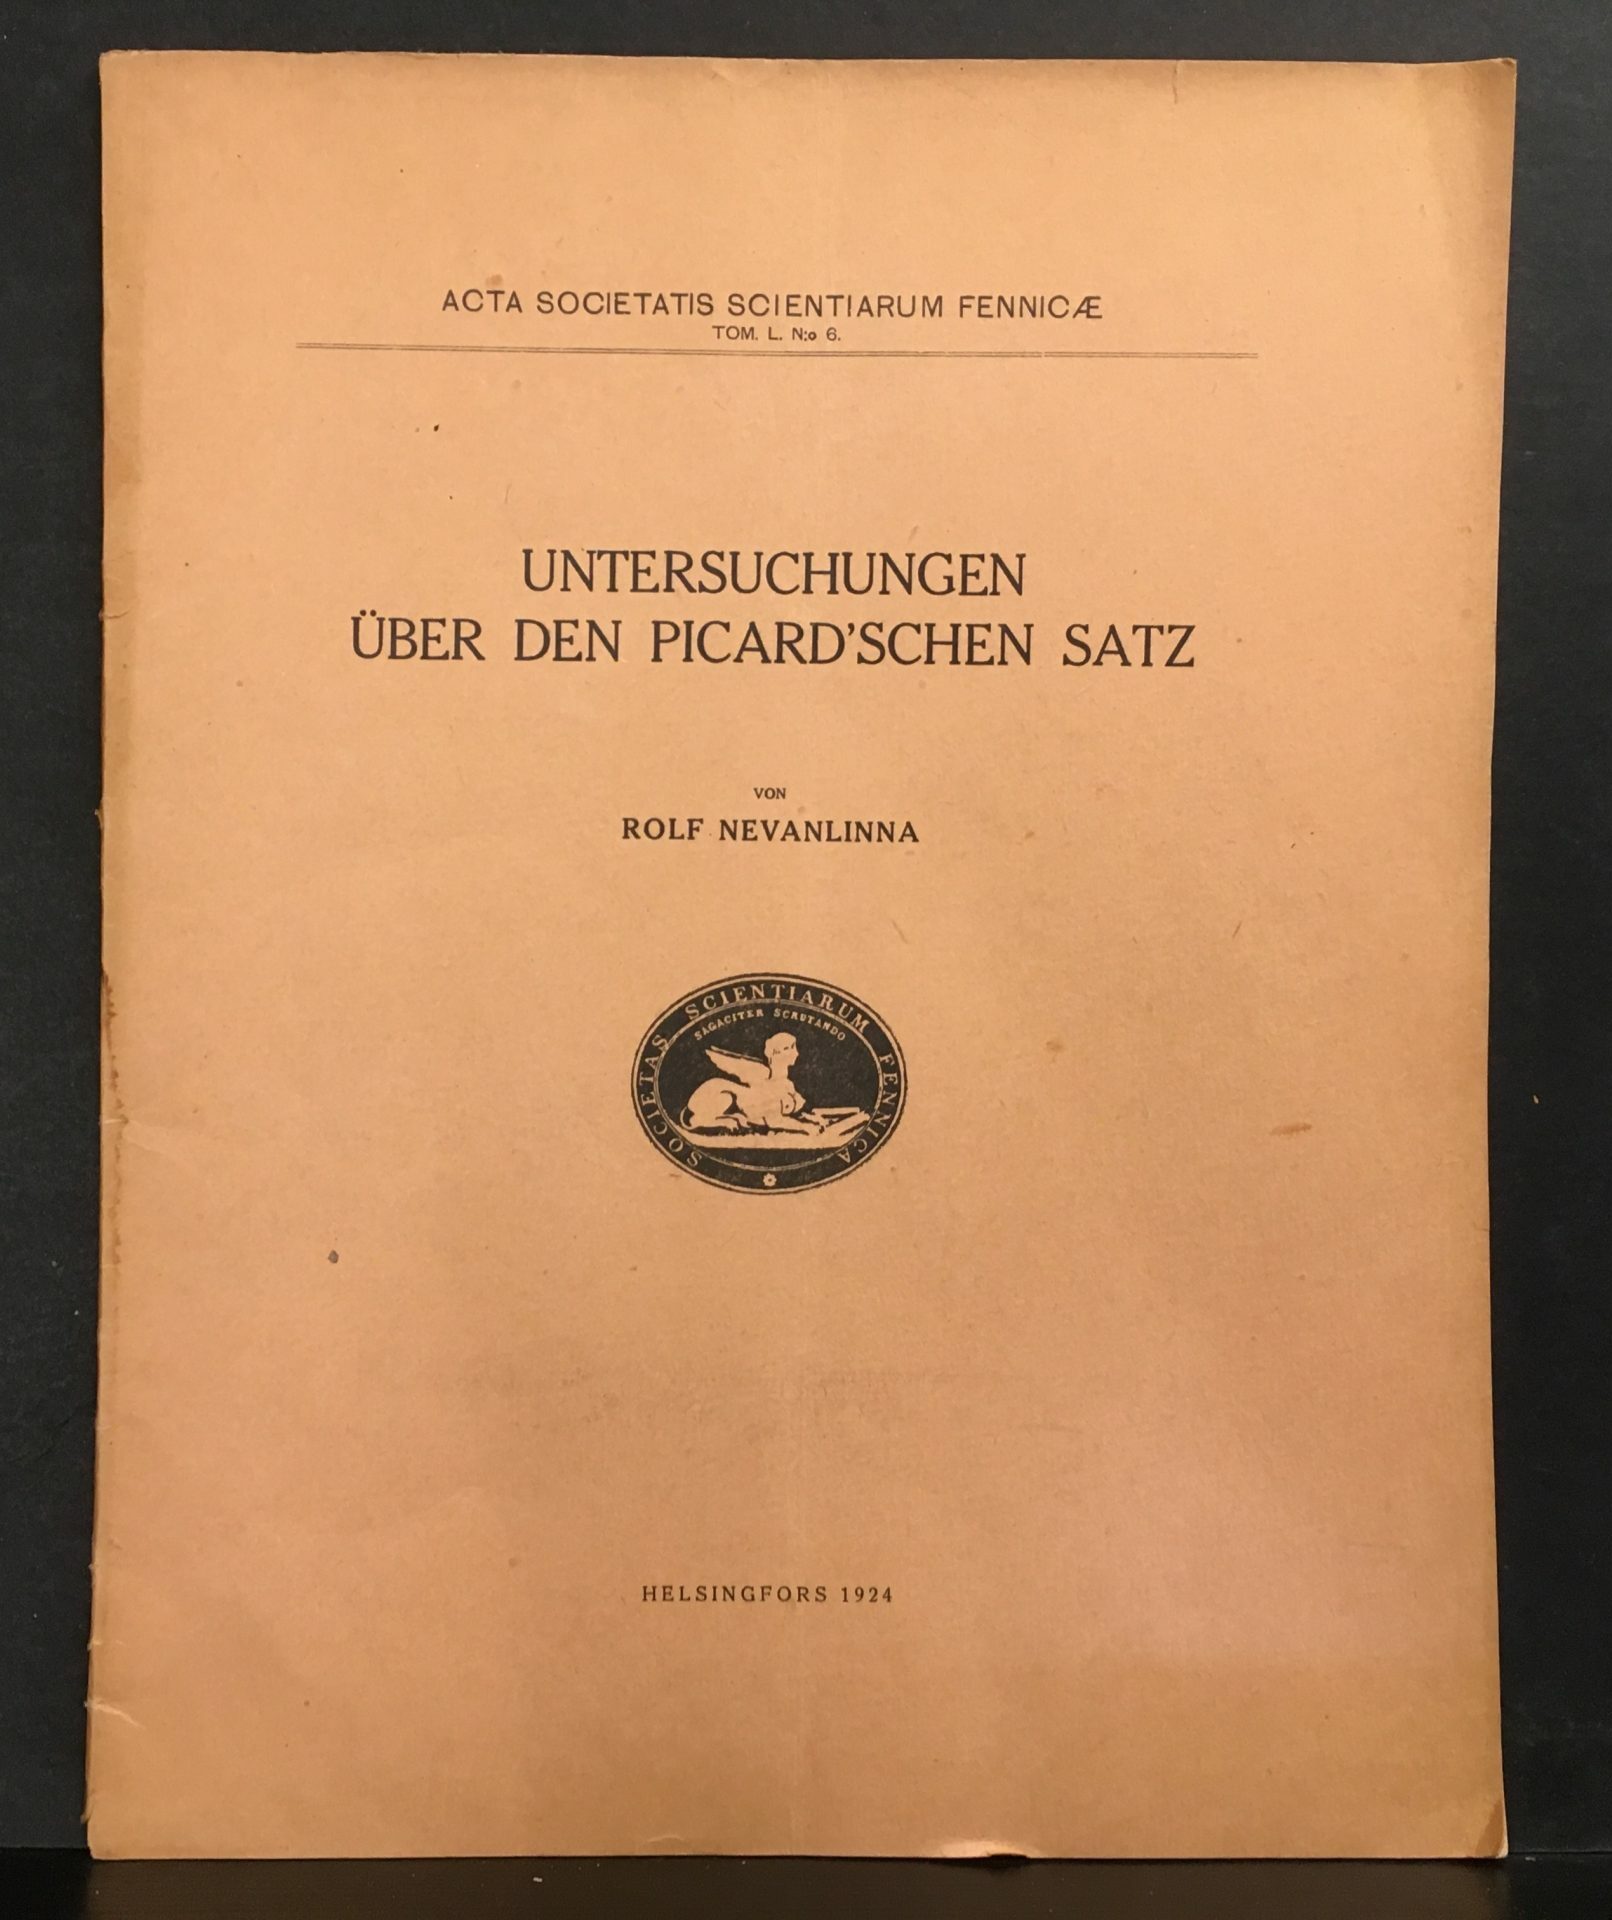 ACTA SOCIETATIS SCIENTIARUM FENNICÆ
TOM. L. N:o 6.
UNTERSUCHUNGEN
ÜBER DEN PICARD'SCHEN SATZ
VON
ROLF NEVANLINNA
SOCIETAS SCIENTIARUM FENNICA
SAGACITER SCRUTANDO
HELSINGFORS 1924